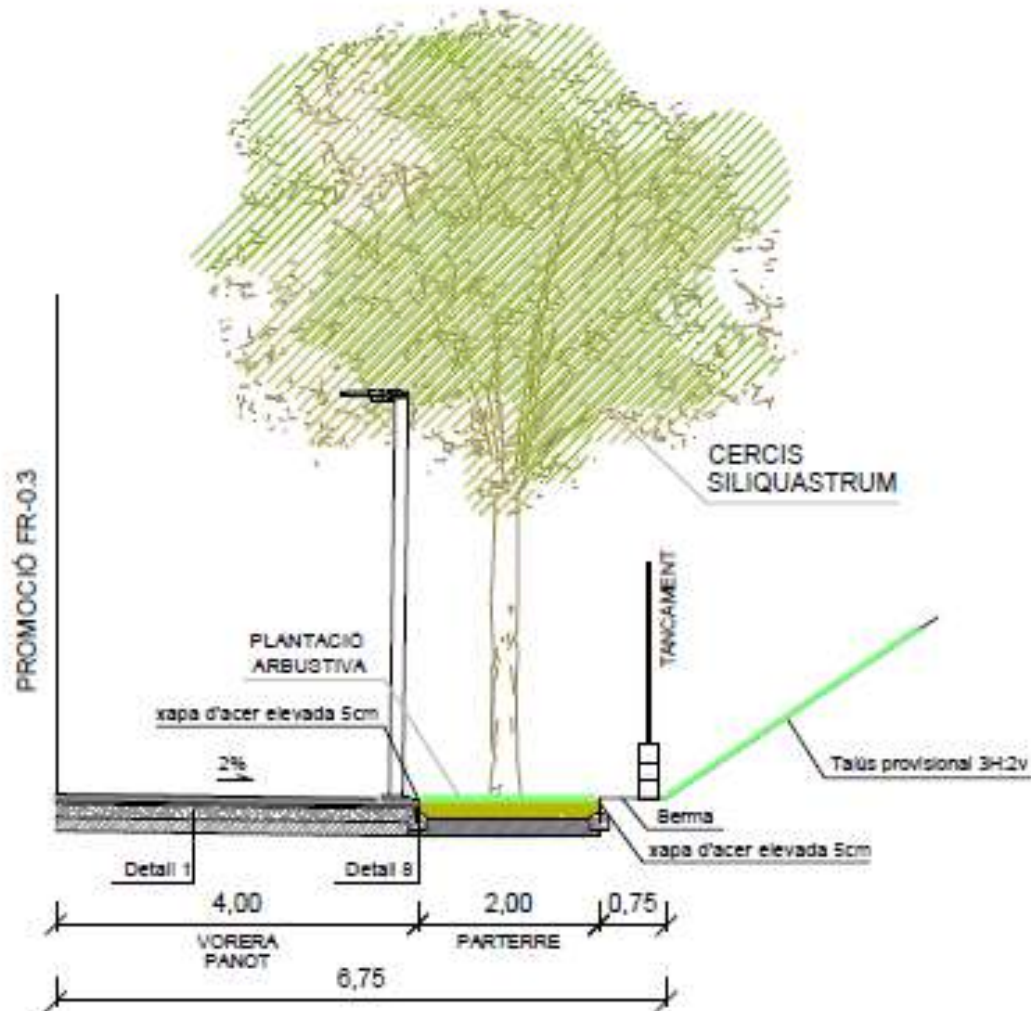 CERCIS
SILIQUASTRUM
PROMOCIÓ FR-0.3
TANCAMENT
PLANTACIÓ
ARBUSTIVA
xapa d'acer elevada 5cm
2%
Talús provisional 3H:2v
Berma
xapa d'acer elevada 5cm
Detall 1
Detall 8
4,00
2,00
0,75
VORERA
PANOT
PARTERRE
6,75